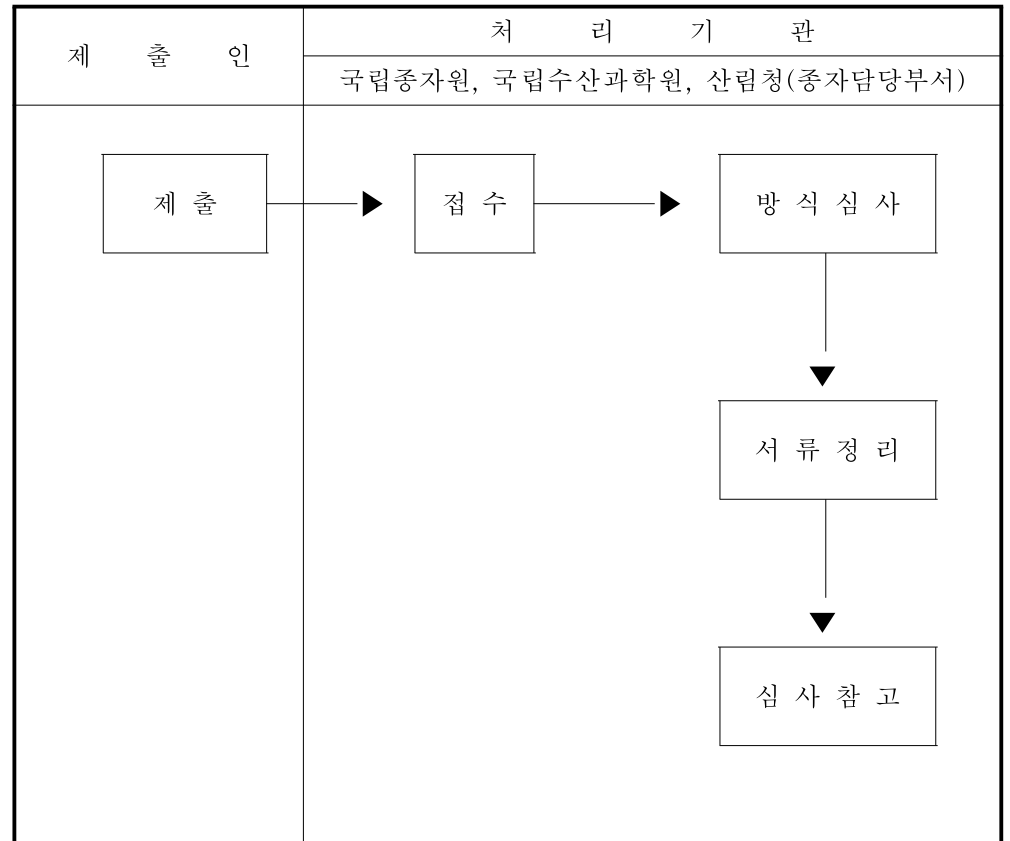 제 출 인
처 리 기 관
국립종자원, 국립수산과학원, 산림청(종자담당부서)
제 출
접 수
방 식 심 사
서 류 정 리
심 사 참 고